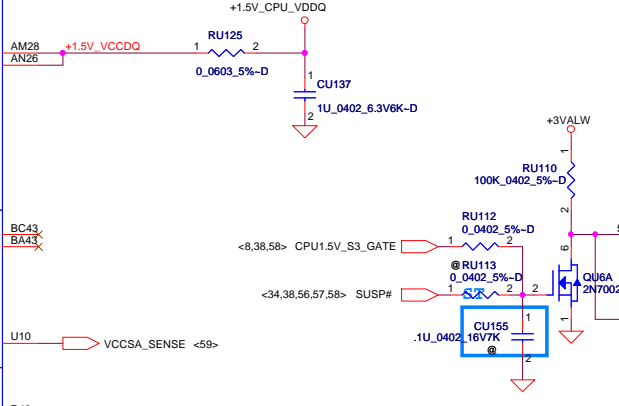 +1.5V_CPU_VDDQ
AM28
+1.5V_VCCDQ
1
RU125
2
AN26
0_0603_5%~D
1
CU137
1U_0402_6.3V6K~D
2
+3VALW
1
RU110
100K_0402_5%~D
2
BC43
BA43
RU112
0_0402_5%~D
<8,38,58> CPU1.5V_S3_GATE
1
2
6
@ RU113
0_0402_5%~D
QU6A
2N7002
<34,38,56,57,58> SUSP#
1
ST
2
2
1
CU155
1
.1U_0402_16V7K
@
2
U10
VCCSA_SENSE <59>